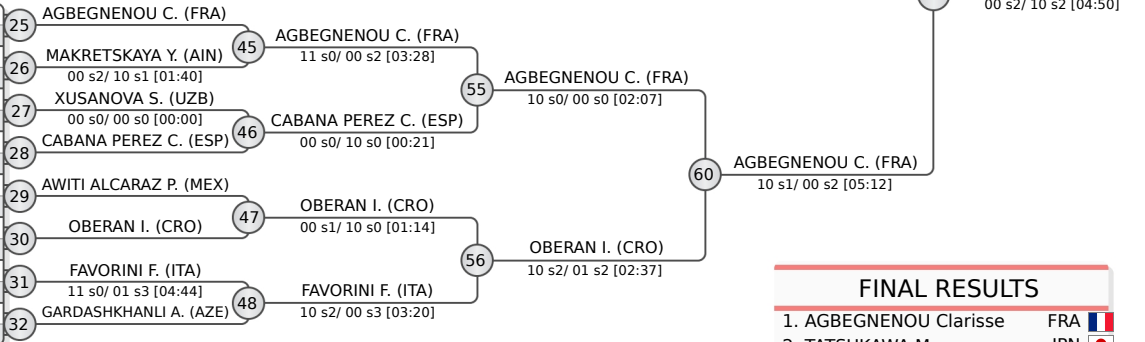 00 s2/ 10 s2 [04:50]
25
AGBEGNENOU C. (FRA)
45
AGBEGNENOU C. (FRA)
11 s0/ 00 s2 [03:28]
26
MAKRETSKAYA Y. (AIN)
00 s2/ 10 s1 [01:40]
55
AGBEGNENOU C. (FRA)
10 s0/ 00 s0 [02:07]
27
XUSANOVA S. (UZB)
00 s0/ 00 s0 [00:00]
46
CABANA PEREZ C. (ESP)
00 s0/ 10 s0 [00:21]
28
CABANA PEREZ C. (ESP)
60
AGBEGNENOU C. (FRA)
10 s1/ 00 s2 [05:12]
29
AWITI ALCARAZ P. (MEX)
47
OBERAN I. (CRO)
00 s1/ 10 s0 [01:14]
30
OBERAN I. (CRO)
56
OBERAN I. (CRO)
10 s2/ 01 s2 [02:37]
31
FAVORINI F. (ITA)
11 s0/ 01 s3 [04:44]
48
FAVORINI F. (ITA)
10 s2/ 00 s3 [03:20]
32
GARDASHKHANLI A. (AZE)
FINAL RESULTS
1. AGBEGNENOU Clarisse FRA